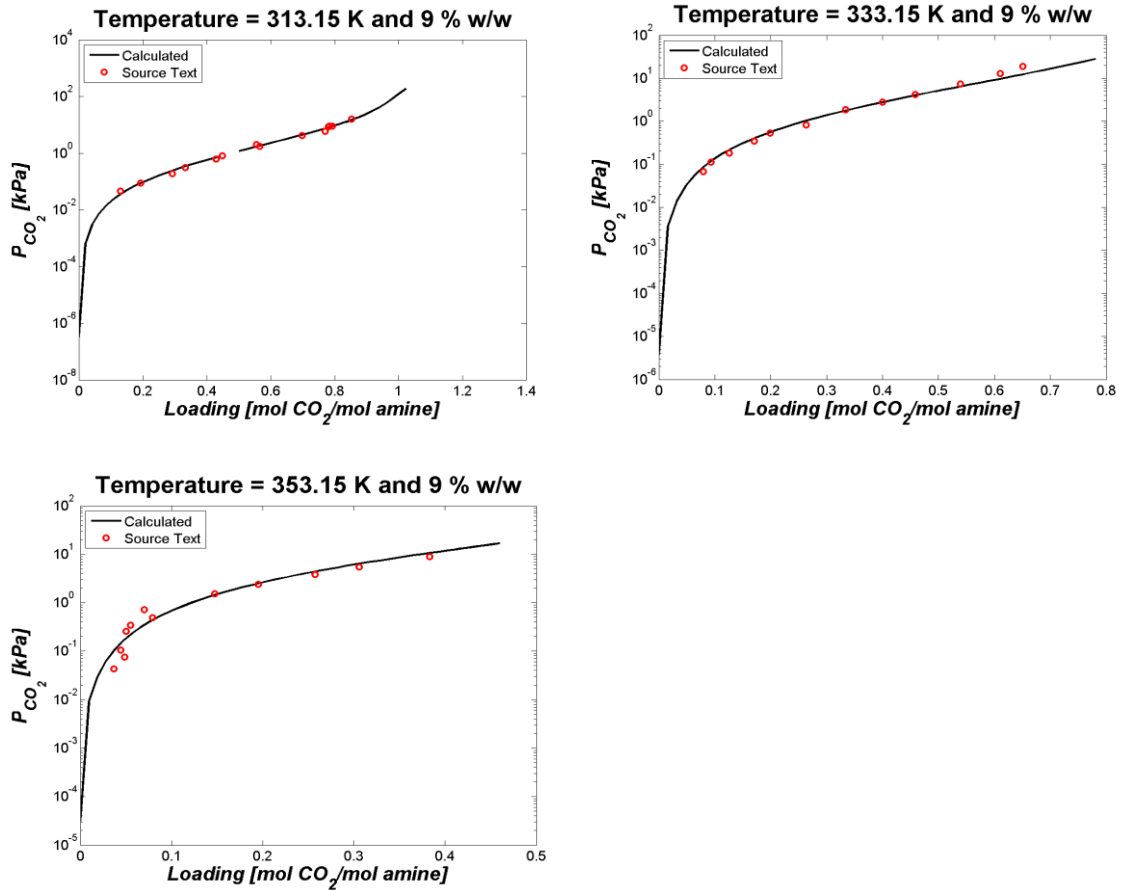 Temperature = 313.15 K and 9 % w/w
10^4
10^2
10^0
10^-2
10^-4
10^-6
10^-8
P_CO2 [kPa]
Calculated
Source Text
0 0.2 0.4 0.6 0.8 1 1.2 1.4
Loading [mol CO2/mol amine]
Temperature = 333.15 K and 9 % w/w
10^2
10^1
10^0
10^-1
10^-2
10^-3
10^-4
10^-5
10^-6
P_CO2 [kPa]
Calculated
Source Text
0 0.1 0.2 0.3 0.4 0.5 0.6 0.7 0.8
Loading [mol CO2/mol amine]
Temperature = 353.15 K and 9 % w/w
10^2
10^1
10^0
10^-1
10^-2
10^-3
10^-4
10^-5
P_CO2 [kPa]
Calculated
Source Text
0 0.1 0.2 0.3 0.4 0.5
Loading [mol CO2/mol amine]